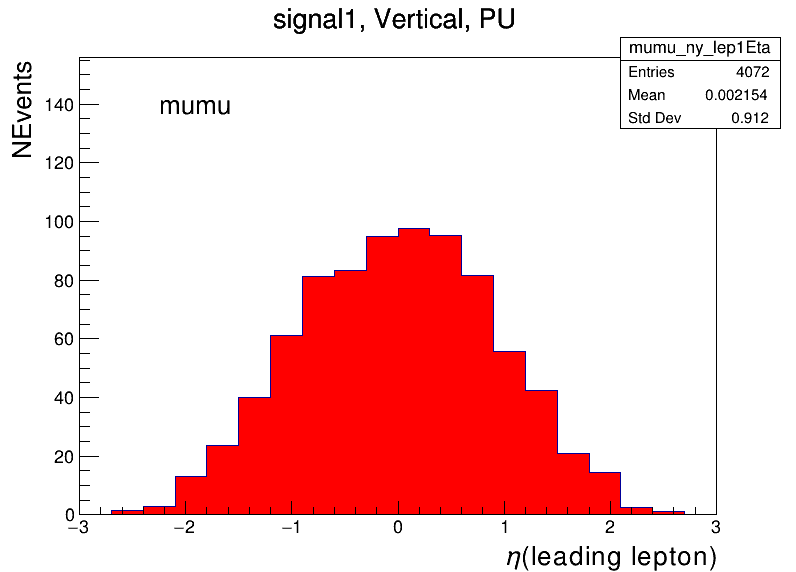 signal1, Vertical, PU
mumu_ny_lep1Eta
Entries 4072
Mean 0.002154
Std Dev 0.912
NEvents
mumu
140
120
100
80
60
40
20
0
−3 −2 −1 0 1 2 3
η(leading lepton)